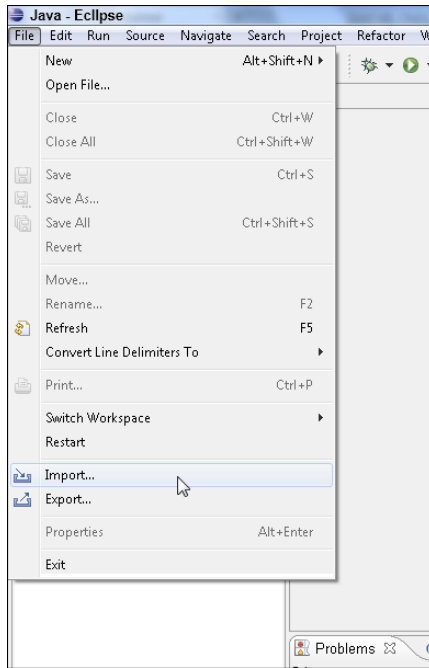 Java - Ecllpse
File Edit Run Source Navigate Search Project Refactor
New Alt+Shift+N
Open File...
Close Ctrl+W
Close All Ctrl+Shift+W
Save Ctrl+S
Save As...
Save All Ctrl+Shift+S
Revert
Move...
Rename... F2
Refresh F5
Convert Line Delimiters To
Print... Ctrl+P
Switch Workspace
Restart
Import...
Export...
Properties Alt+Enter
Exit
Problems